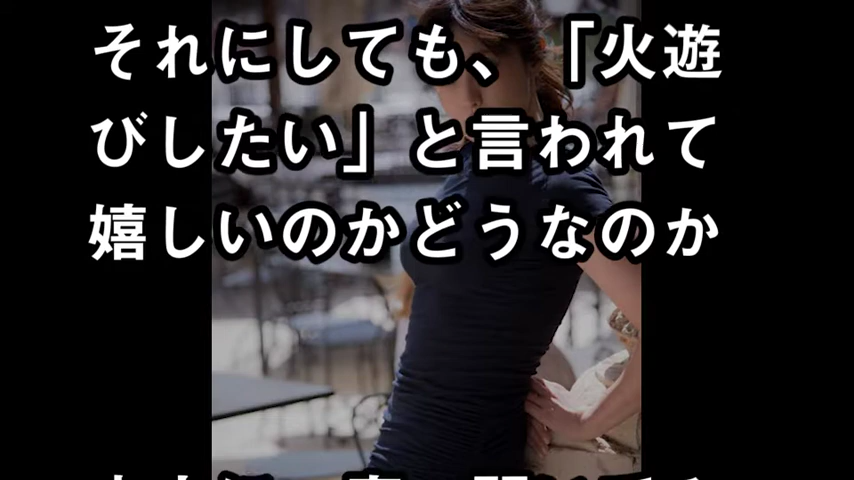 それにしても、「火遊
びしたい」と言われて
嬉しいのかどうなのか